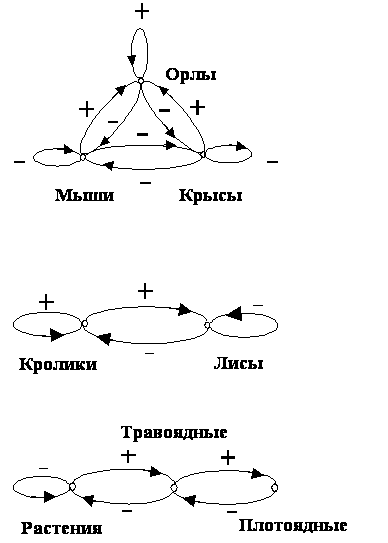 +
Орлы
+ – – +
–
– –
–
Мыши Крысы
+ + –
–
Кролики Лисы
Травоядные
– + +
– –
Растения Плотоядные